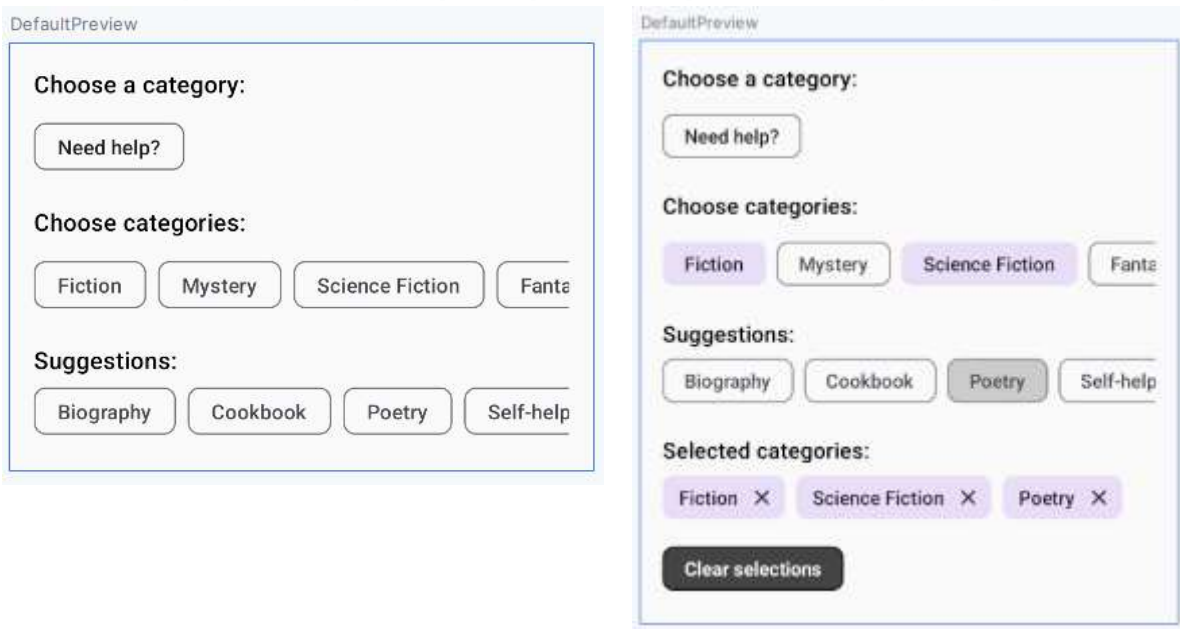 DefaultPreview
Choose a category:
Need help?
Choose categories:
Fiction Mystery Science Fiction Fanta
Suggestions:
Biography Cookbook Poetry Self-help
DefaultPreview
Choose a category:
Need help?
Choose categories:
Fiction Mystery Science Fiction Fanta
Suggestions:
Biography Cookbook Poetry Self-help
Selected categories:
Fiction X Science Fiction X Poetry X
Clear selections